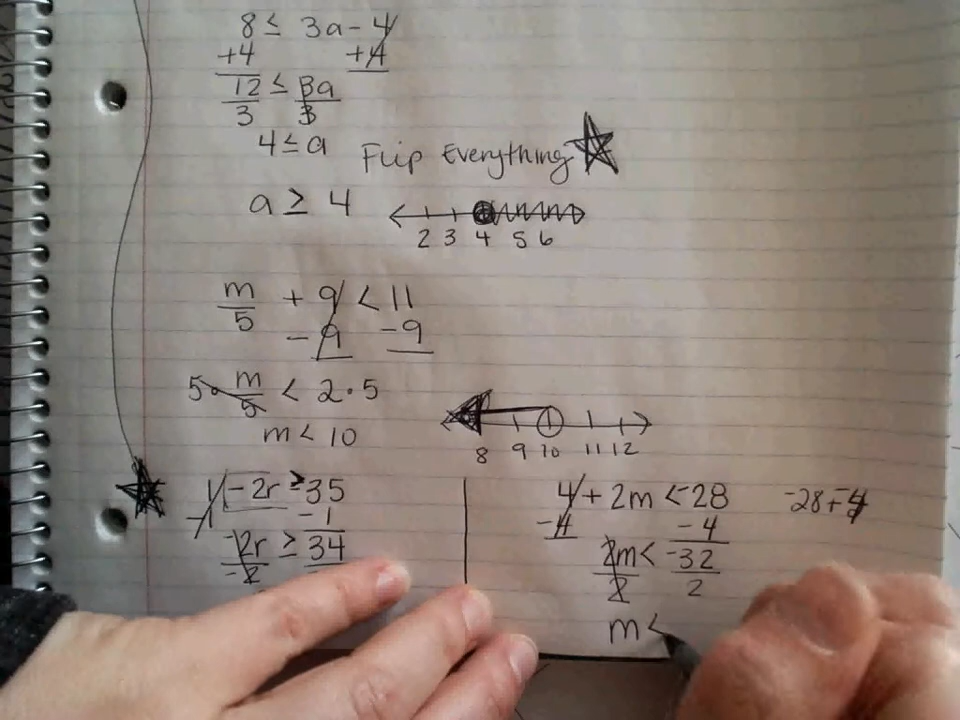 8 ≤ 3a - 4
+4 +4
12 ≤ 3a
3 3
4 ≤ a Flip Everything
a ≥ 4
2 3 4 5 6
m/5 + 9 < 11
- 9 -9
5 · m/5 < 2 · 5
m < 10
8 9 10 11 12
1 -2r ≥ 35
-1 -1
-2r ≥ 34
-2
4 + 2m < -28 -28 + -4
-4 -4
2m < -32
2 2
m <